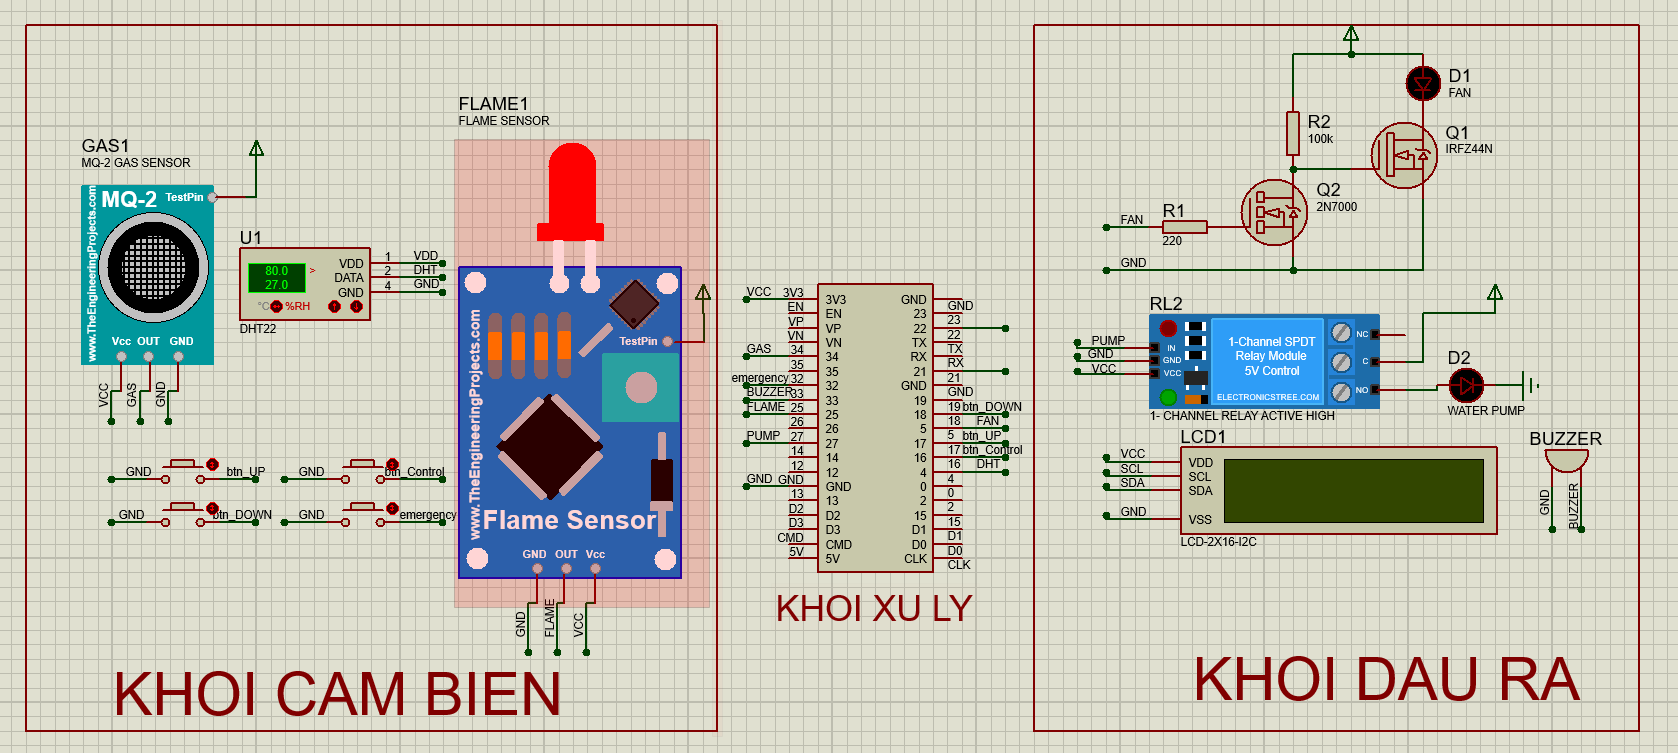 FLAME1
FLAME SENSOR
GAS1
MQ-2 GAS SENSOR
MQ-2
TestPin
www.TheEngineeringProjects.com
Vcc OUT GND
VCC
GAS
GND
U1
80.0
27.0
>
°C %RH
VDD 1 VDD
DATA 2 DHT
GND 4 GND
DHT22
GND btn_UP
GND btn_Control
GND btn_DOWN
GND emergency
www.TheEngineeringProjects.com
TestPin
Flame Sensor
GND OUT Vcc
GND
FLAME
VCC
KHOI CAM BIEN
VCC 3V3 3V3
EN EN
VP VP
VN VN
GAS 34 34
35 35
emergency 32 32
BUZZER 33 33
FLAME 25 25
26 26
PUMP 27 27
14 14
12 12
GND GND GND
13 13
D2 D2
D3 D3
CMD CMD
5V 5V
GND GND
23 23
22 22
TX TX
RX RX
21 21
GND GND
19 19 btn_DOWN
18 18 FAN
5 5 btn_UP
17 17 btn_Control
16 16 DHT
4 4
0 0
2 2
15 15
D1 D1
D0 D0
CLK CLK
KHOI XU LY
D1
FAN
R2
100k
Q1
IRFZ44N
Q2
2N7000
FAN
R1
220
GND
RL2
PUMP IN
GND GND
VCC VCC
1-Channel SPDT
Relay Module
5V Control
ELECTRONICSTREE.COM
NC
C
NO
1- CHANNEL RELAY ACTIVE HIGH
D2
WATER PUMP
LCD1
VCC VDD
SCL SCL
SDA SDA
GND VSS
LCD-2X16-I2C
BUZZER
GND
BUZZER
KHOI DAU RA